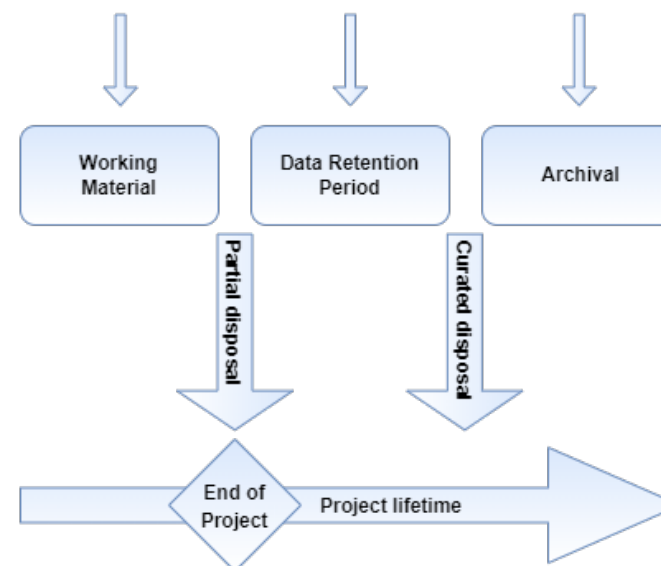 Working
Material
Data Retention
Period
Archival
Partial disposal
Curated disposal
End of
Project
Project lifetime